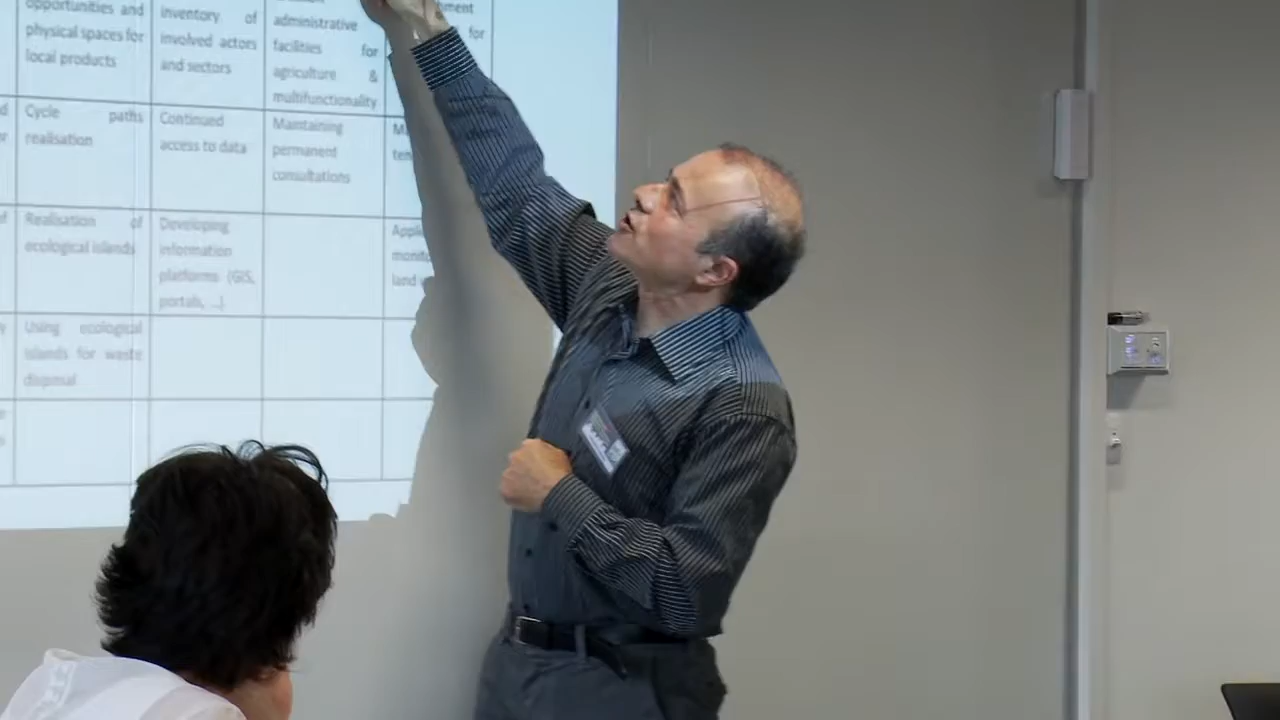 opportunities and
physical spaces for
local products
inventory of
involved actors
and sectors
administrative
facilities for
agriculture &
multifunctionality
for
Cycle paths
realisation
Continued
access to data
Maintaining
permanent
consultations
Realisation of
ecological islands
Developing
information
platforms (GIS,
portals, ...)
Using ecological
islands for waste
disposal